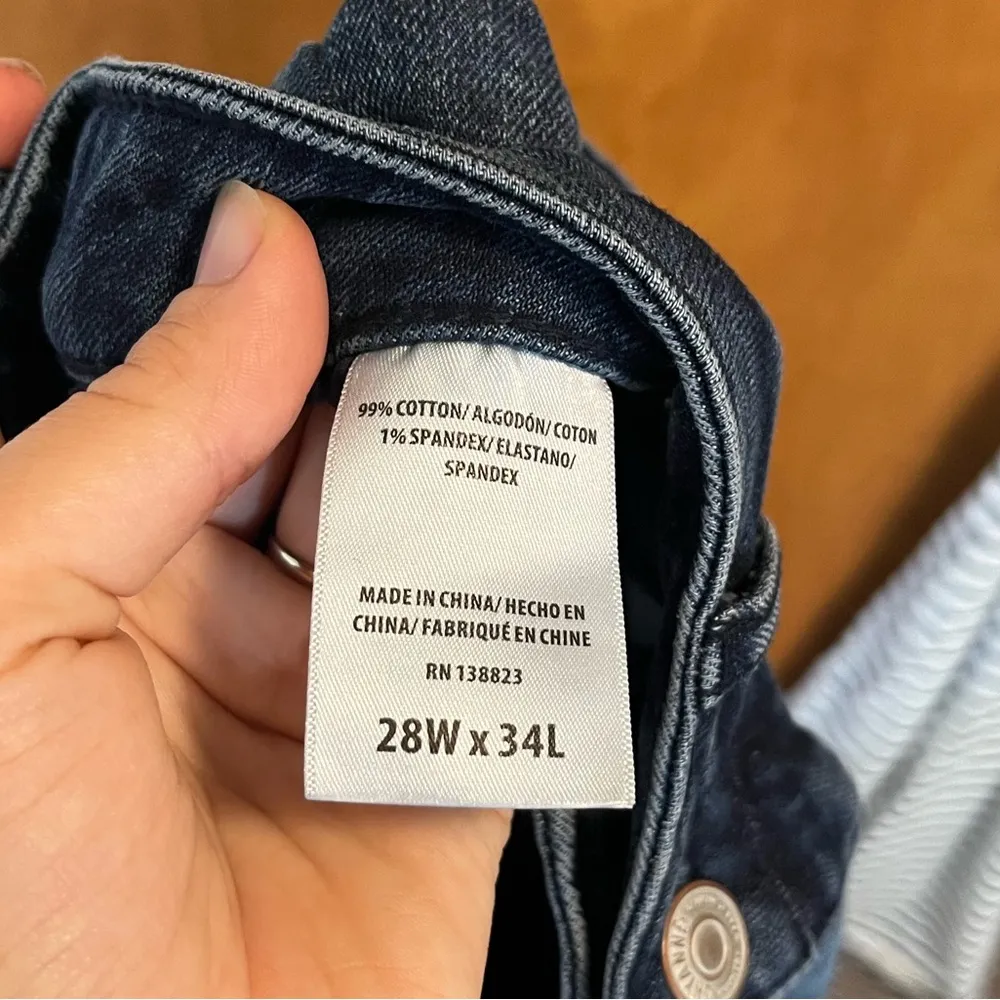 99% COTTON/ ALGODÓN/ COTON
1% SPANDEX/ ELASTANO/
SPANDEX
MADE IN CHINA/ HECHO EN
CHINA/ FABRIQUÉ EN CHINE
RN 138823
28W x 34L